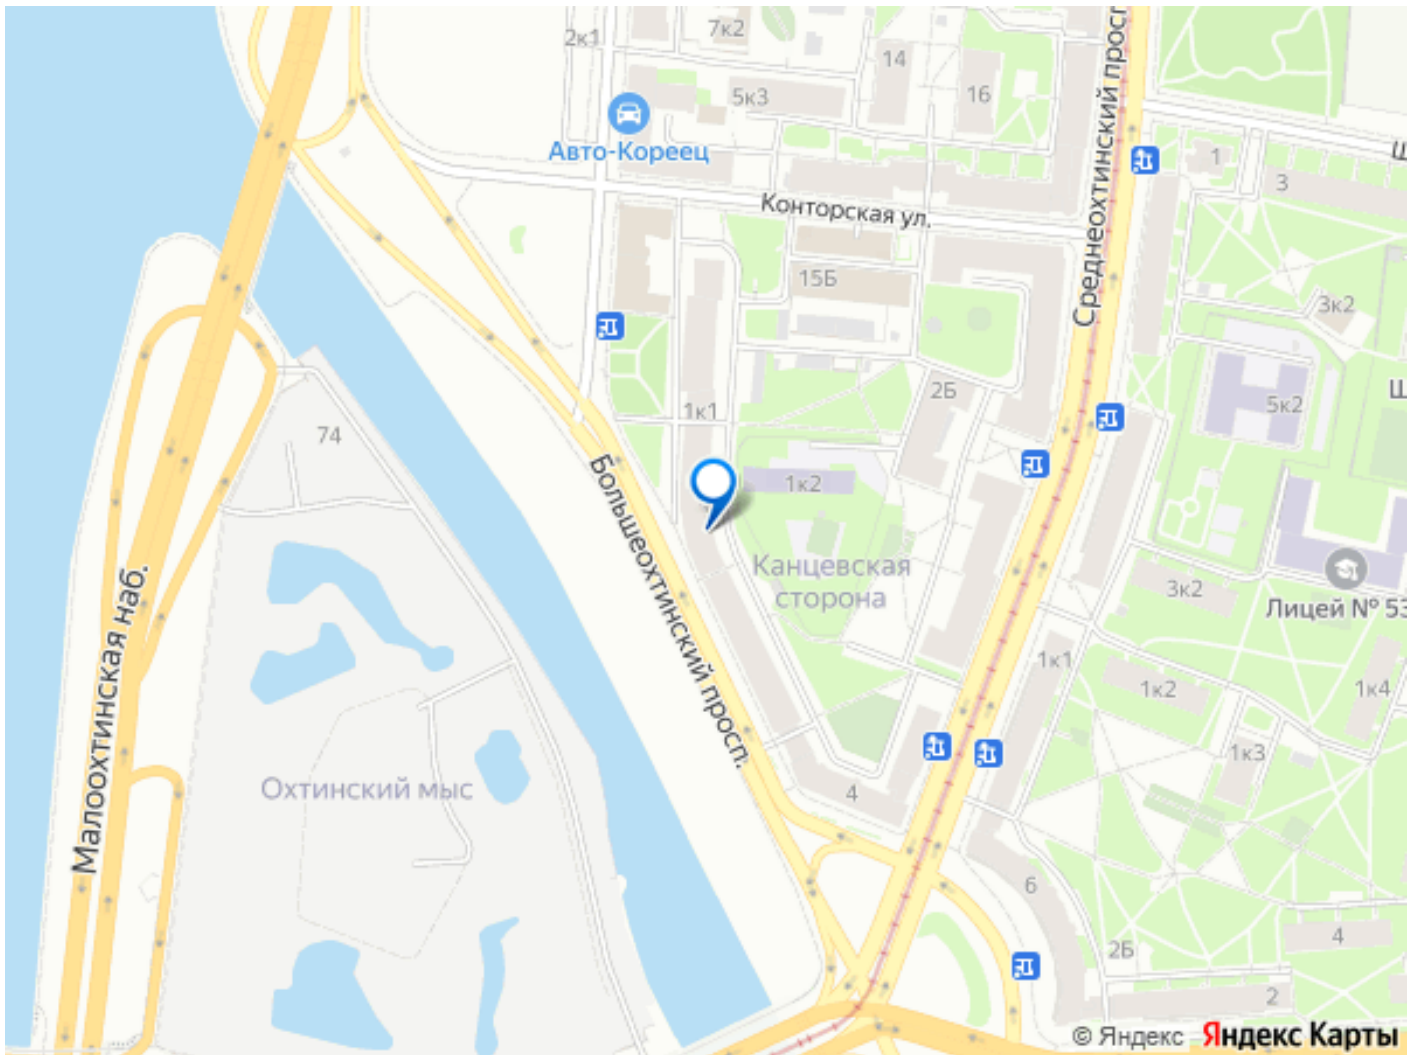 2к1
7к2
14
16
5к3
Авто-Кореец
Конторская ул.
Среднеохтинский просп
1
3
Ш
15Б
3к2
1к1
2Б
5к2
Ш
74
1к2
Большеохтинский просп.
Канцевская
сторона
3к2
Лицей № 53
Малоохтинская наб.
1к1
1к2
1к4
1к3
Охтинский мыс
4
6
2Б
4
2
© Яндекс Яндекс Карты